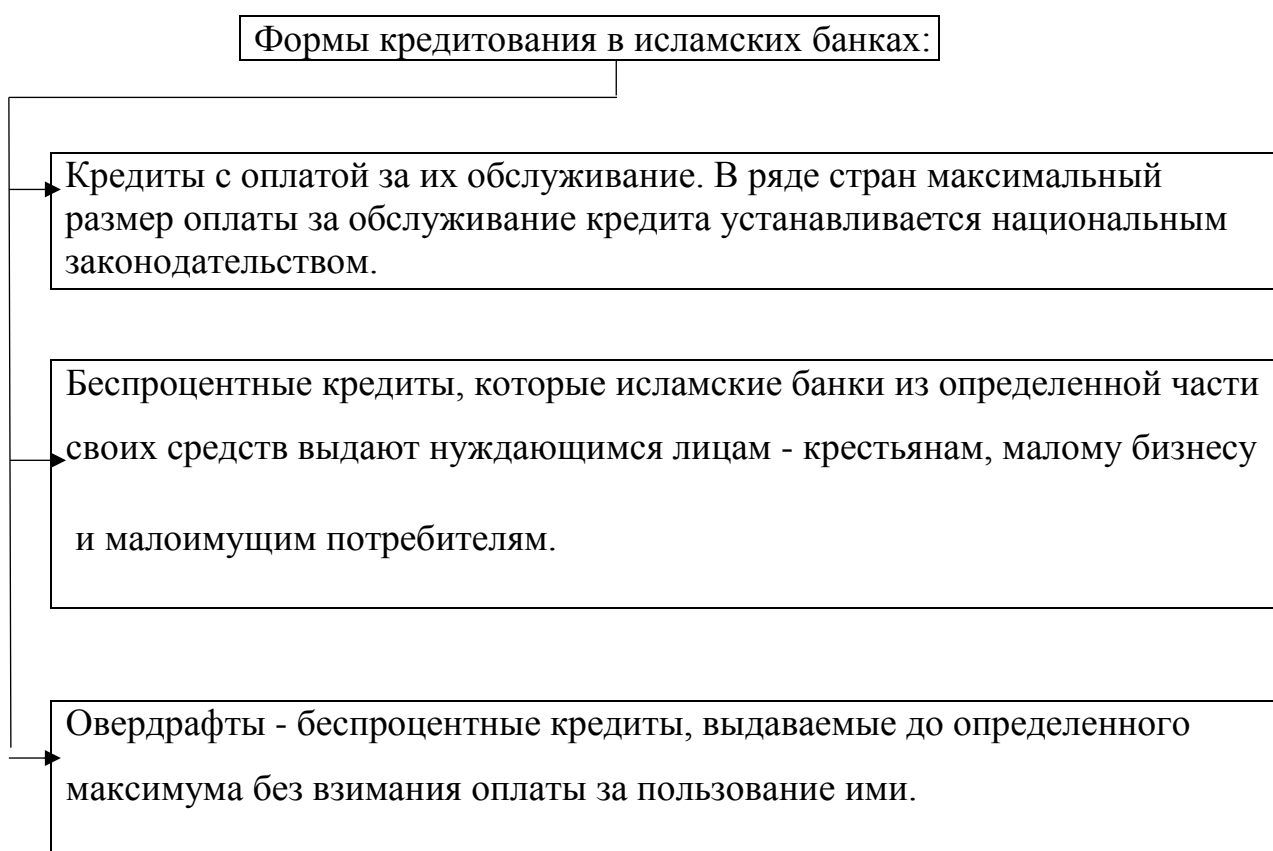 Формы кредитования в исламских банках:
Кредиты с оплатой за их обслуживание. В ряде стран максимальный
размер оплаты за обслуживание кредита устанавливается национальным
законодательством.
Беспроцентные кредиты, которые исламские банки из определенной части
своих средств выдают нуждающимся лицам - крестьянам, малому бизнесу
и малоимущим потребителям.
Овердрафты - беспроцентные кредиты, выдаваемые до определенного
максимума без взимания оплаты за пользование ими.